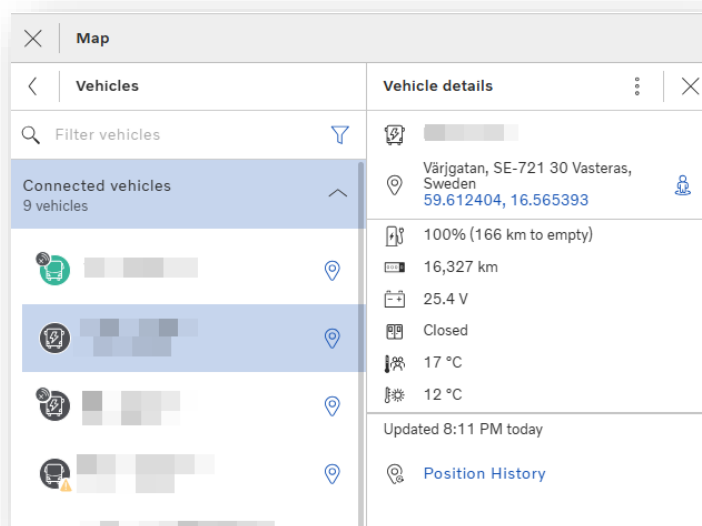 Map
Vehicles
Filter vehicles
Connected vehicles
9 vehicles
Vehicle details
Värjgatan, SE-721 30 Vasteras,
Sweden
59.612404, 16.565393
100% (166 km to empty)
16,327 km
25.4 V
Closed
17 °C
12 °C
Updated 8:11 PM today
Position History